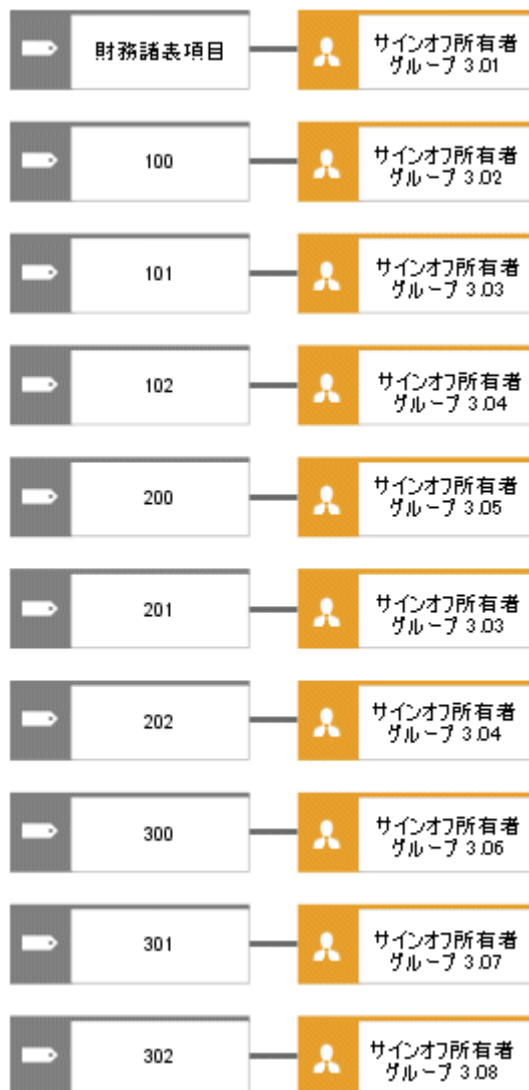 財務諸表項目
サインオフ所有者
グループ 3.01
100
サインオフ所有者
グループ 3.02
101
サインオフ所有者
グループ 3.03
102
サインオフ所有者
グループ 3.04
200
サインオフ所有者
グループ 3.05
201
サインオフ所有者
グループ 3.03
202
サインオフ所有者
グループ 3.04
300
サインオフ所有者
グループ 3.06
301
サインオフ所有者
グループ 3.07
302
サインオフ所有者
グループ 3.08